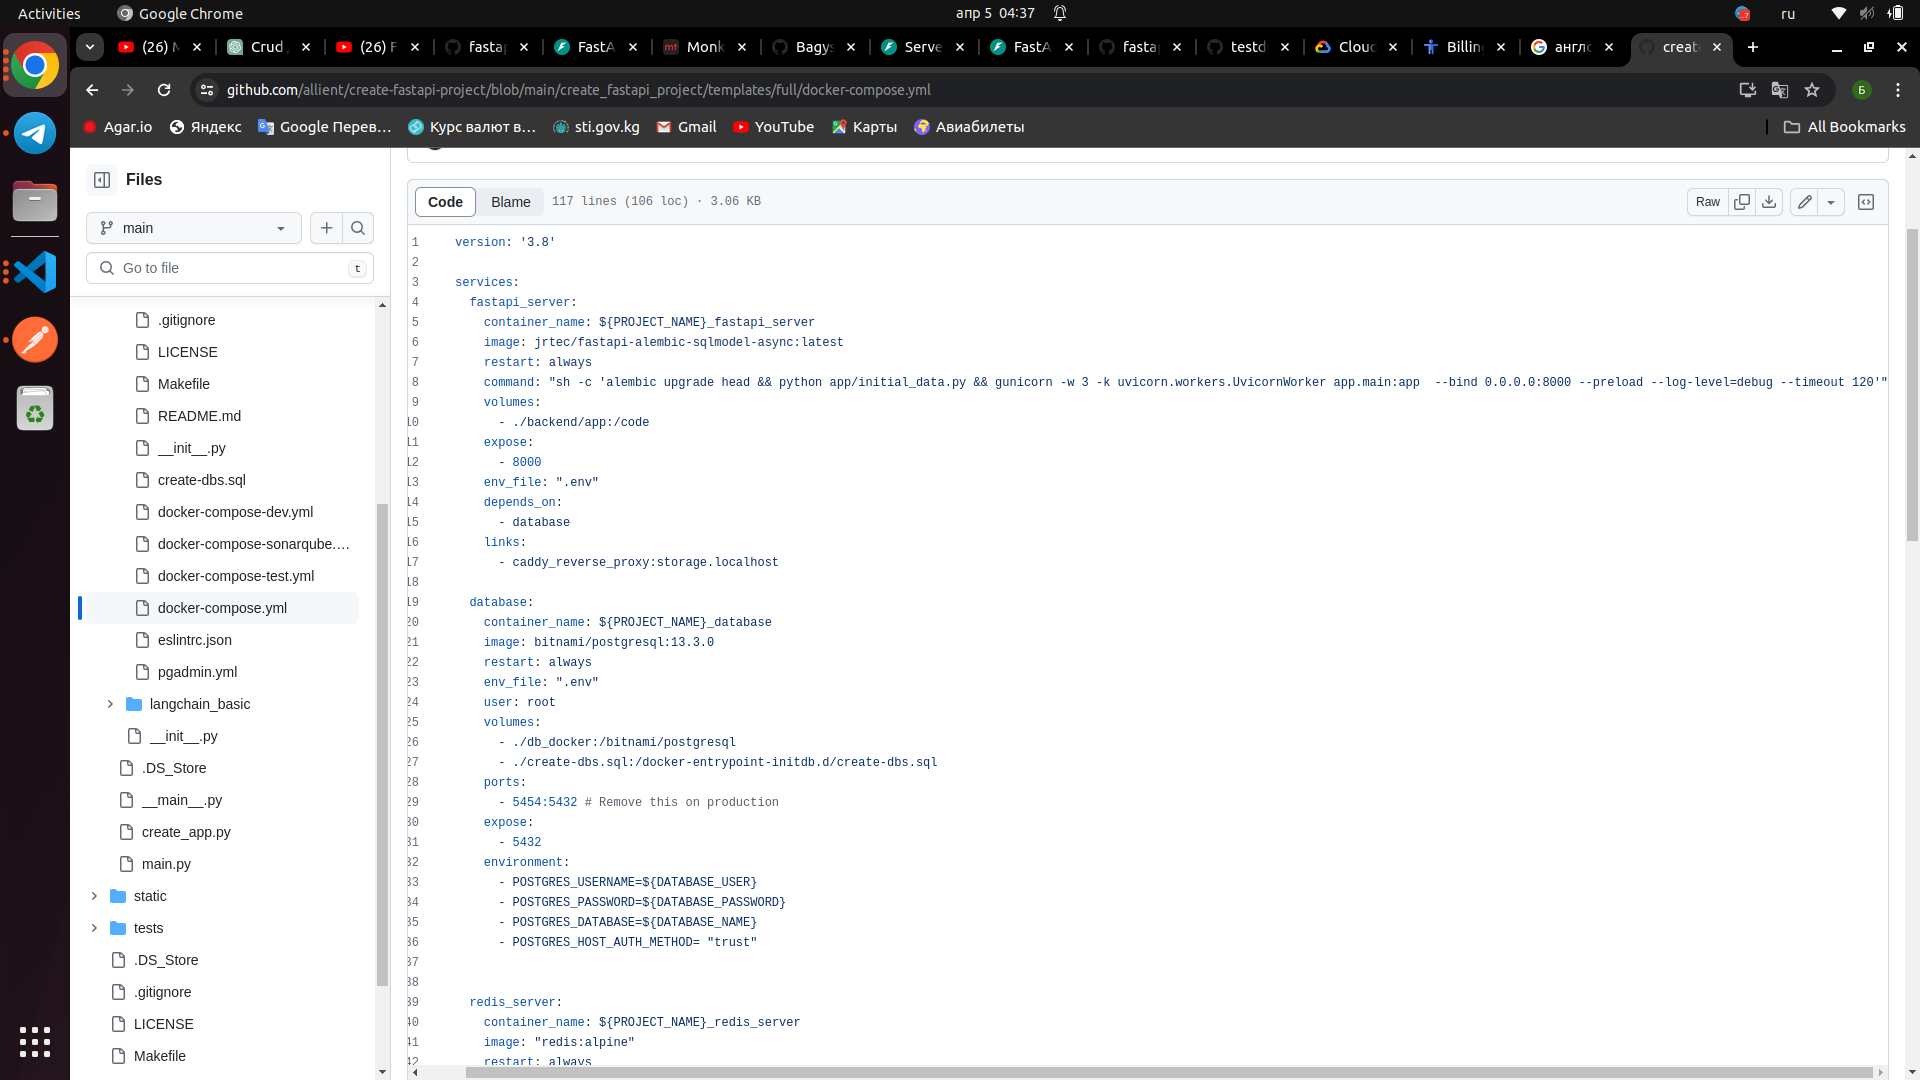 Activities
Google Chrome
апр 5 04:37
ru
(26) M
Crud
(26) F
fastap
FastA
Monk
Bagys
Serve
FastA
fastap
testd
Cloud
Billin
англо
creat
github.com/allient/create-fastapi-project/blob/main/create_fastapi_project/templates/full/docker-compose.yml
Б
Agar.io
Яндекс
Google Перев…
Курс валют в…
sti.gov.kg
Gmail
YouTube
Карты
Авиабилеты
All Bookmarks
Files
main
Go to file
t
.gitignore
LICENSE
Makefile
README.md
__init__.py
create-dbs.sql
docker-compose-dev.yml
docker-compose-sonarqube.…
docker-compose-test.yml
docker-compose.yml
eslintrc.json
pgadmin.yml
langchain_basic
__init__.py
.DS_Store
__main__.py
create_app.py
main.py
static
tests
.DS_Store
.gitignore
LICENSE
Makefile
Code Blame 117 lines (106 loc) · 3.06 KB
Raw
1 version: '3.8'
2
3 services:
4 fastapi_server:
5 container_name: ${PROJECT_NAME}_fastapi_server
6 image: jrtec/fastapi-alembic-sqlmodel-async:latest
7 restart: always
8 command: "sh -c 'alembic upgrade head && python app/initial_data.py && gunicorn -w 3 -k uvicorn.workers.UvicornWorker app.main:app  --bind 0.0.0.0:8000 --preload --log-level=debug --timeout 120'"
9 volumes:
10 - ./backend/app:/code
11 expose:
12 - 8000
13 env_file: ".env"
14 depends_on:
15 - database
16 links:
17 - caddy_reverse_proxy:storage.localhost
18
19 database:
20 container_name: ${PROJECT_NAME}_database
21 image: bitnami/postgresql:13.3.0
22 restart: always
23 env_file: ".env"
24 user: root
25 volumes:
26 - ./db_docker:/bitnami/postgresql
27 - ./create-dbs.sql:/docker-entrypoint-initdb.d/create-dbs.sql
28 ports:
29 - 5454:5432 # Remove this on production
30 expose:
31 - 5432
32 environment:
33 - POSTGRES_USERNAME=${DATABASE_USER}
34 - POSTGRES_PASSWORD=${DATABASE_PASSWORD}
35 - POSTGRES_DATABASE=${DATABASE_NAME}
36 - POSTGRES_HOST_AUTH_METHOD= "trust"
37
38
39 redis_server:
40 container_name: ${PROJECT_NAME}_redis_server
41 image: "redis:alpine"
42 restart: always